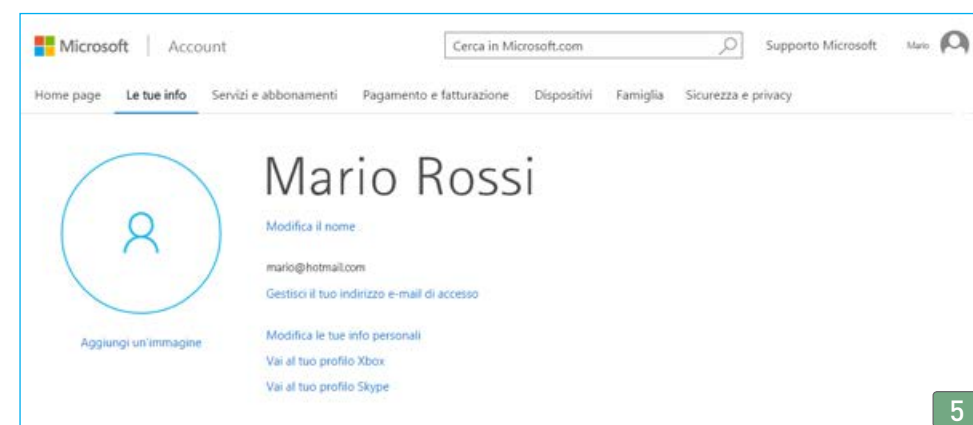 Microsoft | Account Cerca in Microsoft.com Supporto Microsoft Mario
Home page Le tue info Servizi e abbonamenti Pagamento e fatturazione Dispositivi Famiglia Sicurezza e privacy
Mario Rossi
Modifica il nome
mario@hotmail.com
Gestisci il tuo indirizzo e-mail di accesso
Aggiungi un'immagine
Modifica le tue info personali
Vai al tuo profilo Xbox
Vai al tuo profilo Skype
5